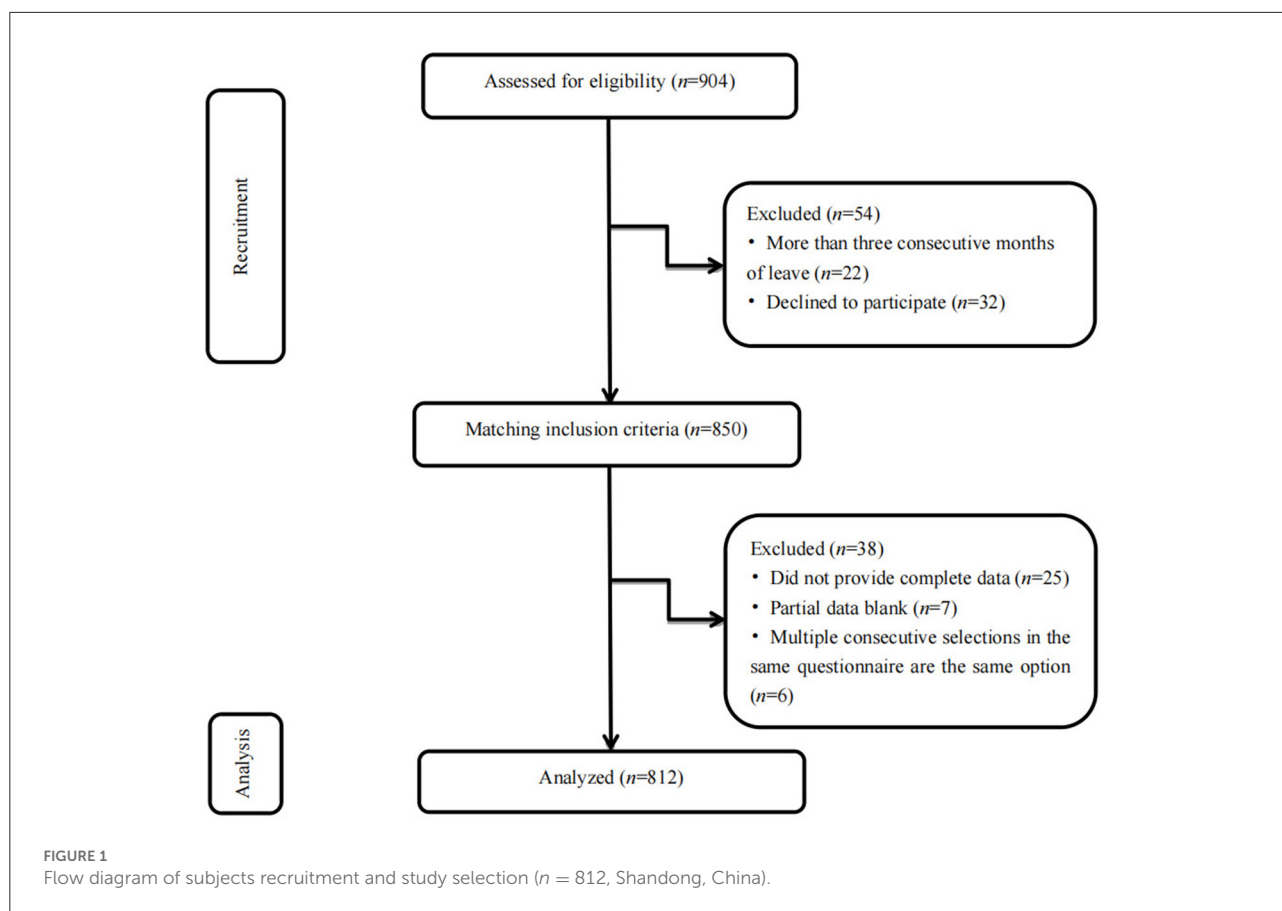 Assessed for eligibility (n=904)
Recruitment
Excluded (n=54)
• More than three consecutive months
of leave (n=22)
• Declined to participate (n=32)
Matching inclusion criteria (n=850)
Excluded (n=38)
• Did not provide complete data (n=25)
• Partial data blank (n=7)
• Multiple consecutive selections in the
same questionnaire are the same option
(n=6)
Analysis
Analyzed (n=812)
FIGURE 1
Flow diagram of subjects recruitment and study selection (n = 812, Shandong, China).